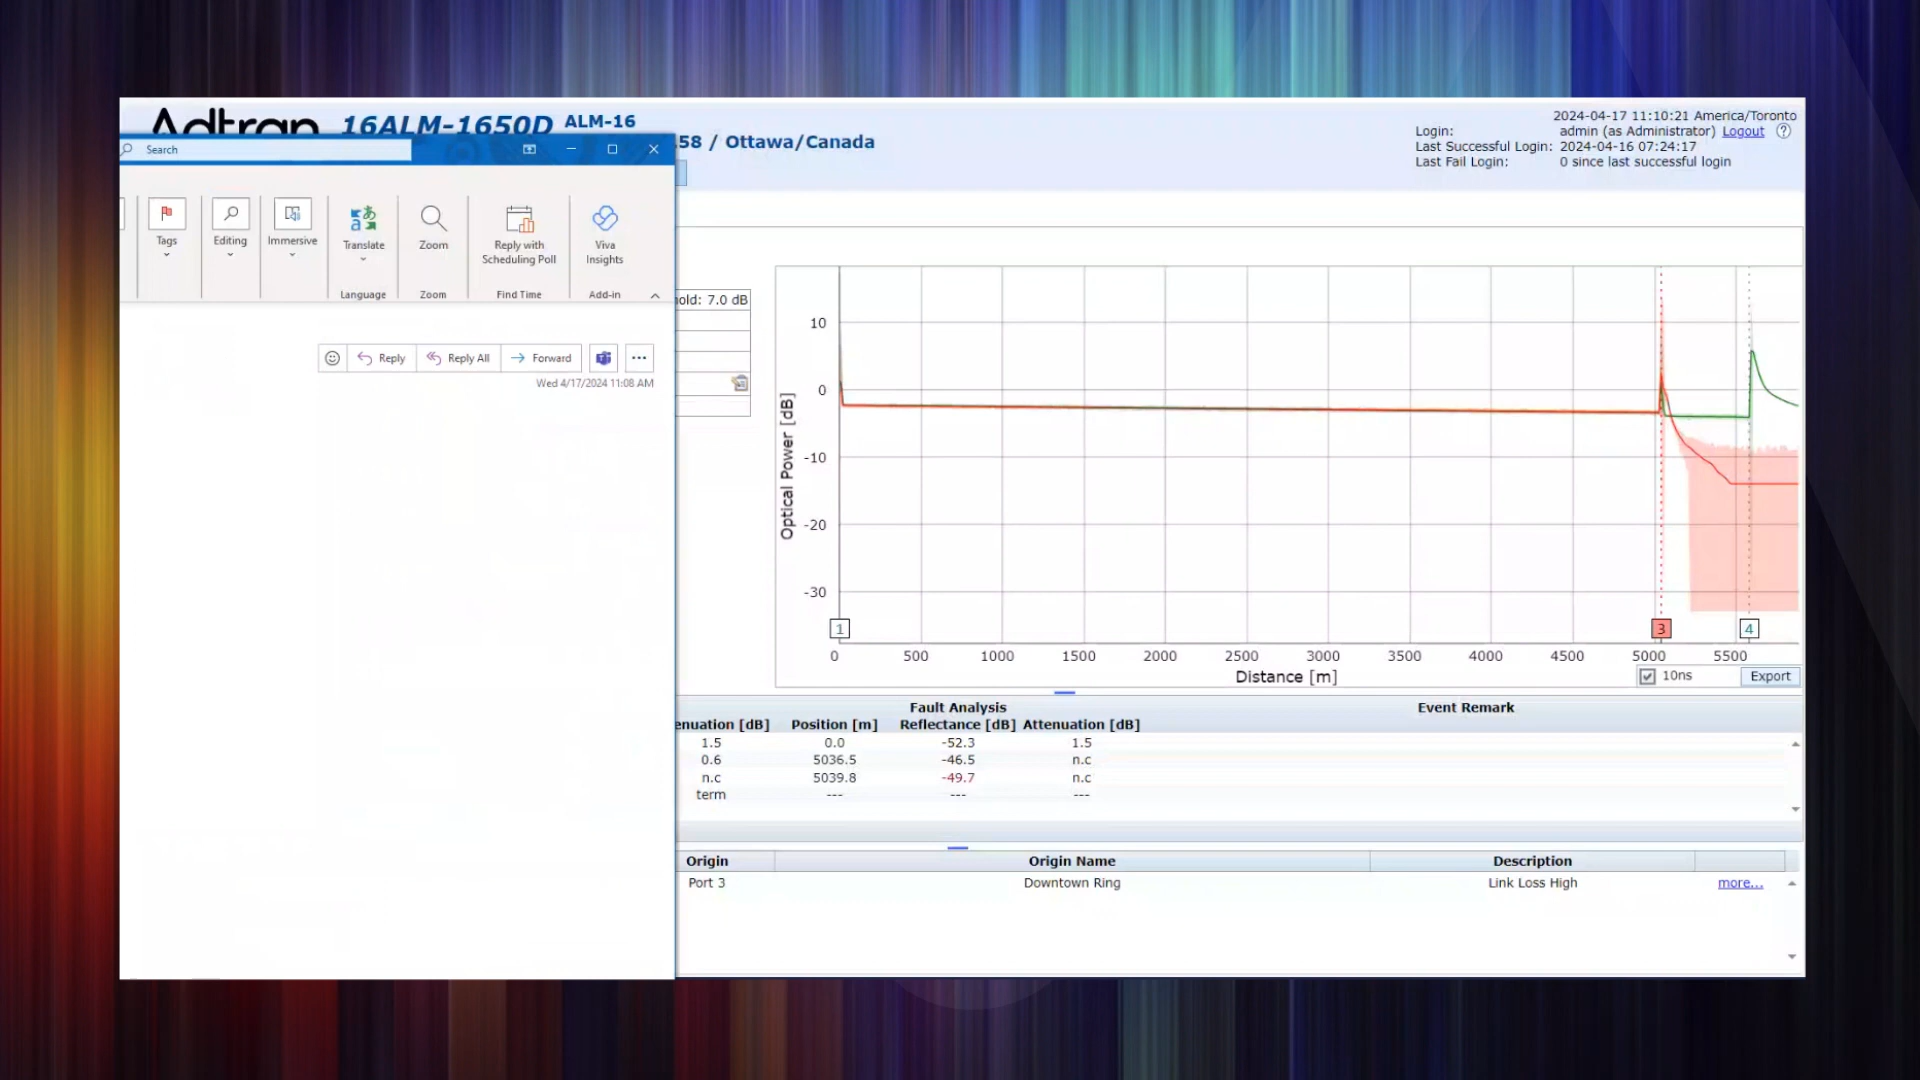 Adtran 16ALM-1650D ALM-16
.58 / Ottawa/Canada
2024-04-17 11:10:21 America/Toronto
Login: admin (as Administrator) Logout
Last Successful Login: 2024-04-16 07:24:17
Last Fail Login: 0 since last successful login
Search
Tags
Editing
Immersive
Translate
Zoom
Reply with
Scheduling Poll
Viva
Insights
Language
Zoom
Find Time
Add-in
Reply
Reply All
Forward
Wed 4/17/2024 11:08 AM
old: 7.0 dB
Optical Power [dB]
10
0
-10
-20
-30
1
3
4
0 500 1000 1500 2000 2500 3000 3500 4000 4500 5000 5500
Distance [m]
10ns
Export
Fault Analysis
Event Remark
enuation [dB] Position [m] Reflectance [dB] Attenuation [dB]
1.5 0.0 -52.3 1.5
0.6 5036.5 -46.5 n.c
n.c 5039.8 -49.7 n.c
term --- --- ---
Origin Origin Name Description
Port 3 Downtown Ring Link Loss High more...